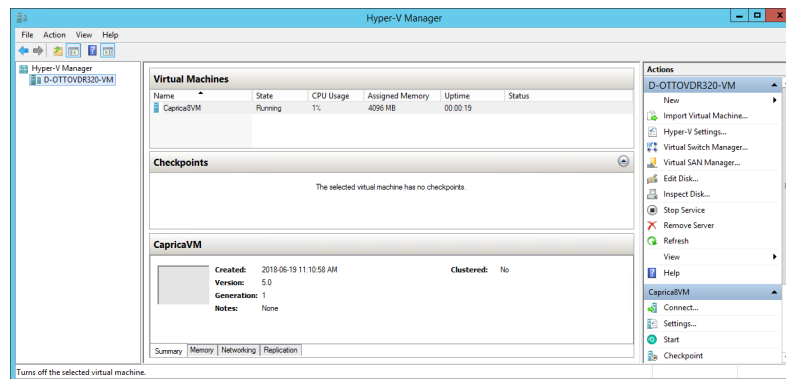 Hyper-V Manager
File Action View Help
Hyper-V Manager
D-OTTOVDR320-VM
Virtual Machines
Name State CPU Usage Assigned Memory Uptime Status
Caprica8VM Running 1% 4096 MB 00:00:19
Checkpoints
The selected virtual machine has no checkpoints.
CapricaVM
Created: 2018-06-19 11:10:58 AM Clustered: No
Version: 5.0
Generation: 1
Notes: None
Summary Memory Networking Replication
Actions
D-OTTOVDR320-VM
New
Import Virtual Machine...
Hyper-V Settings...
Virtual Switch Manager...
Virtual SAN Manager...
Edit Disk...
Inspect Disk...
Stop Service
Remove Server
Refresh
View
Help
Caprica8VM
Connect...
Settings...
Start
Checkpoint
Turns off the selected virtual machine.